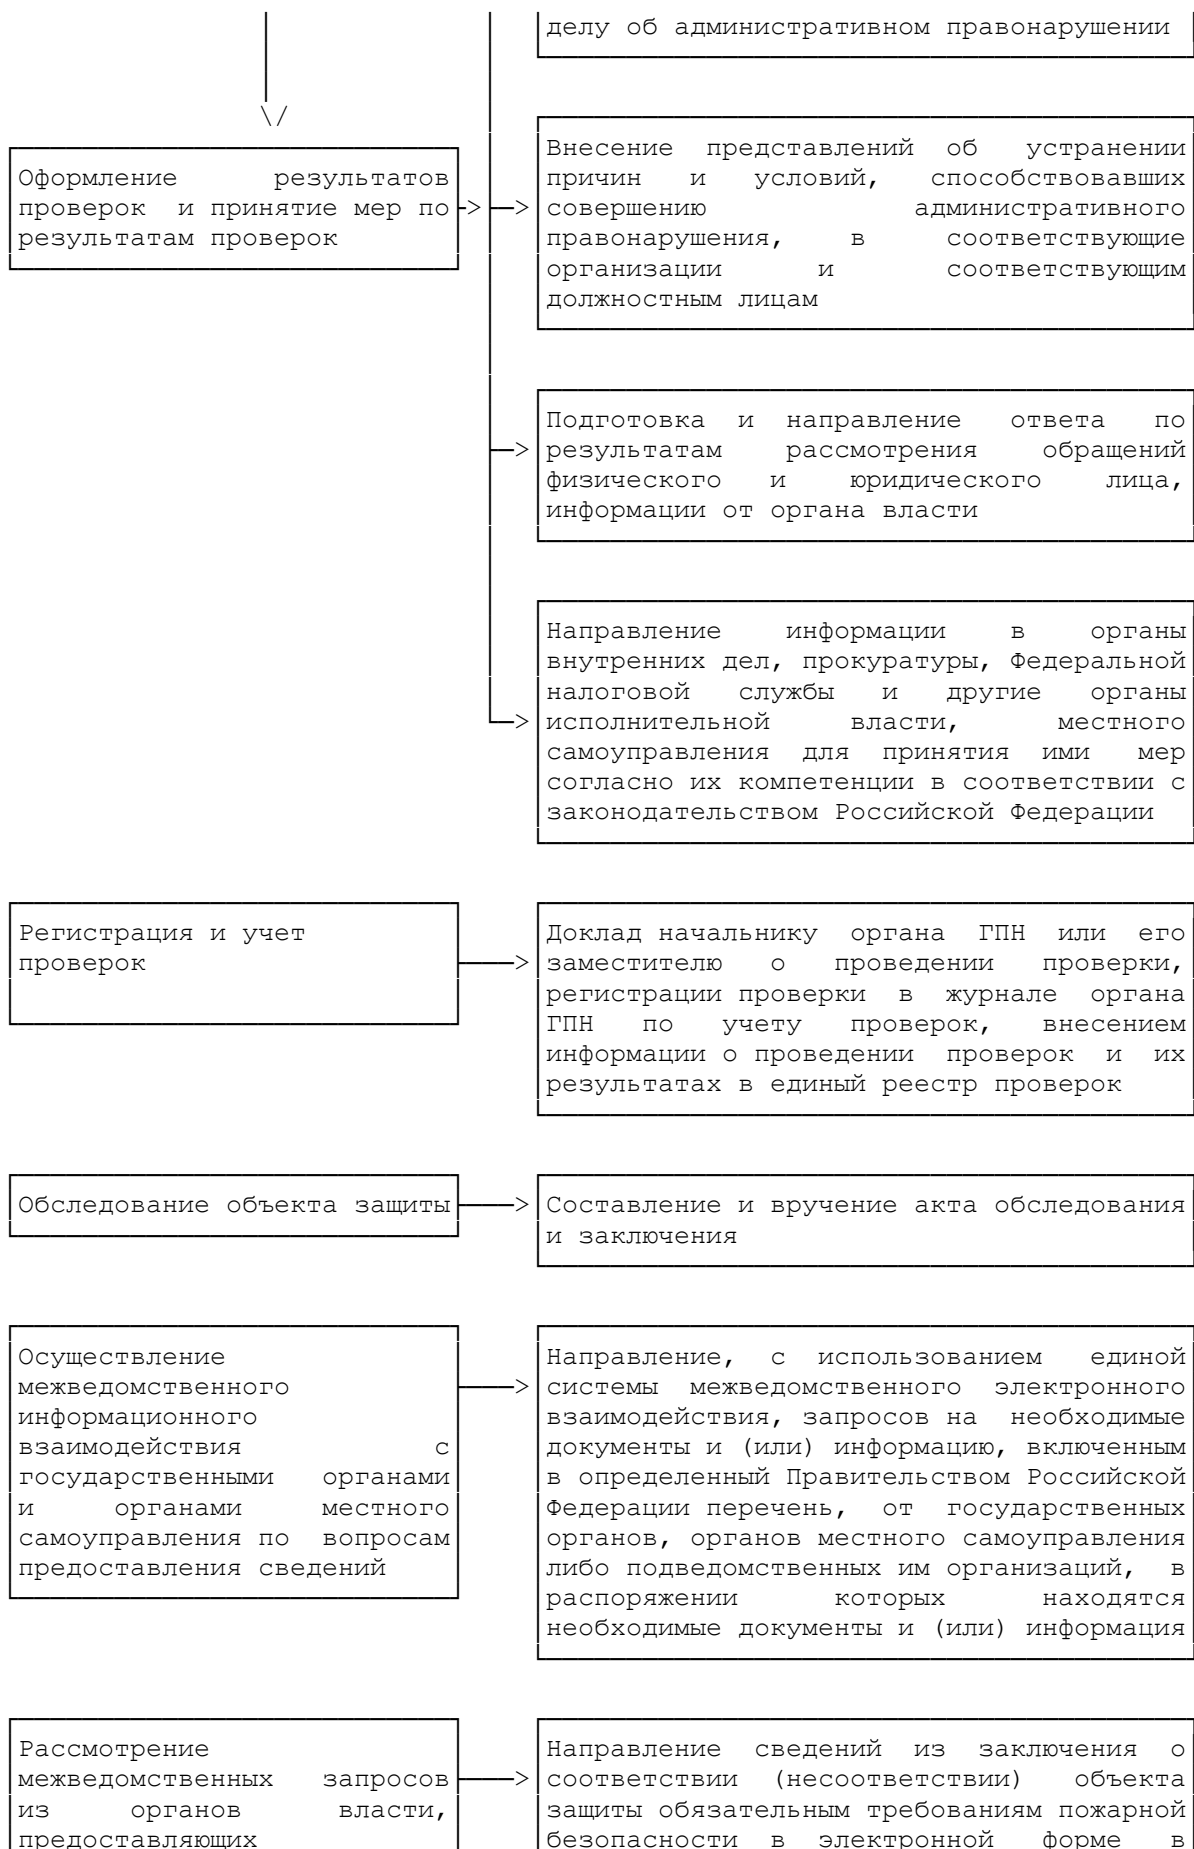 делу об административном правонарушении
Оформление результатов
проверок и принятие мер по
результатам проверок
Внесение представлений об устранении
причин и условий, способствовавших
совершению административного
правонарушения, в соответствующие
организации и соответствующим
должностным лицам
Подготовка и направление ответа по
результатам рассмотрения обращений
физического и юридического лица,
информации от органа власти
Направление информации в органы
внутренних дел, прокуратуры, Федеральной
налоговой службы и другие органы
исполнительной власти, местного
самоуправления для принятия ими мер
согласно их компетенции в соответствии с
законодательством Российской Федерации
Регистрация и учет
проверок
Доклад начальнику органа ГПН или его
заместителю о проведении проверки,
регистрации проверки в журнале органа
ГПН по учету проверок, внесением
информации о проведении проверок и их
результатах в единый реестр проверок
Обследование объекта защиты
Составление и вручение акта обследования
и заключения
Осуществление
межведомственного
информационного
взаимодействия с
государственными органами
и органами местного
самоуправления по вопросам
предоставления сведений
Направление, с использованием единой
системы межведомственного электронного
взаимодействия, запросов на необходимые
документы и (или) информацию, включенным
в определенный Правительством Российской
Федерации перечень, от государственных
органов, органов местного самоуправления
либо подведомственных им организаций, в
распоряжении которых находятся
необходимые документы и (или) информация
Рассмотрение
межведомственных запросов
из органов власти,
предоставляющих
Направление сведений из заключения о
соответствии (несоответствии) объекта
защиты обязательным требованиям пожарной
безопасности в электронной форме в